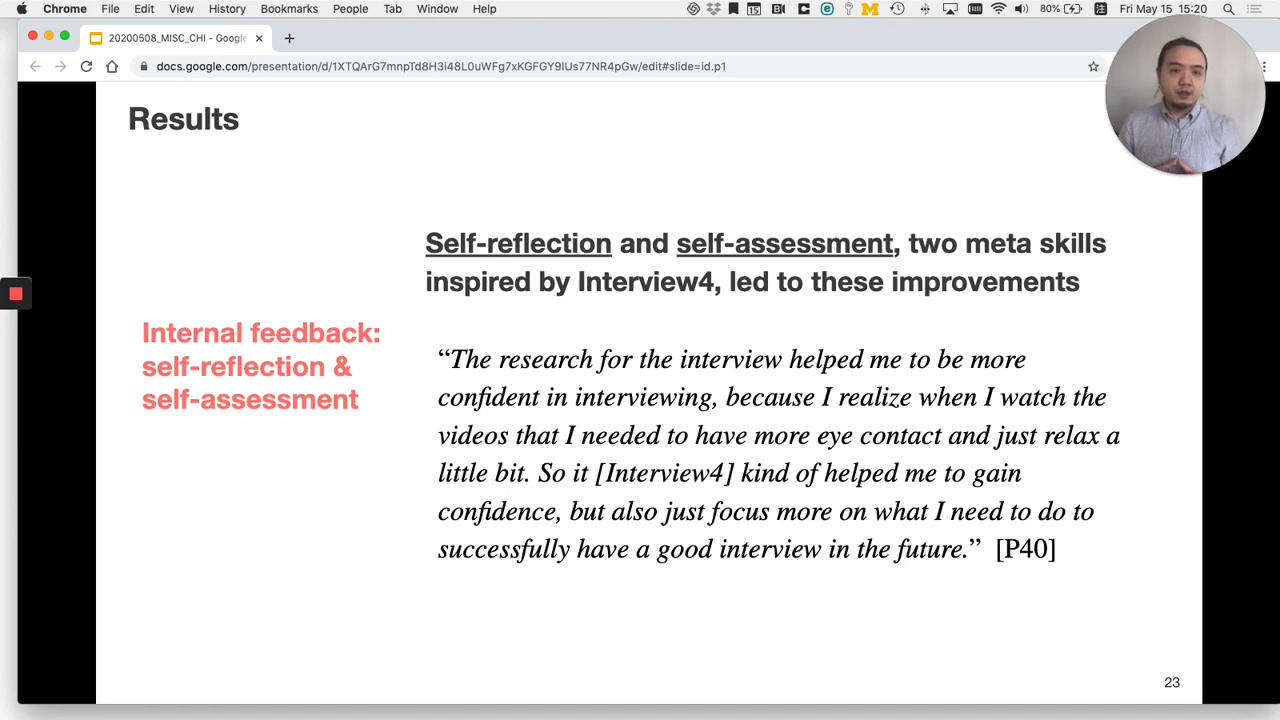 Chrome File Edit View History Bookmarks People Tab Window Help 15 80% Fri May 15 15:20
20200508_MISC_CHI - Google
docs.google.com/presentation/d/1XTQArG7mnpTd8H3i48L0uWFg7xKGFGY9lUs77NR4pGw/edit#slide=id.p1
Results
Self-reflection and self-assessment, two meta skills
inspired by Interview4, led to these improvements
Internal feedback:
self-reflection &
self-assessment
“The research for the interview helped me to be more
confident in interviewing, because I realize when I watch the
videos that I needed to have more eye contact and just relax a
little bit. So it [Interview4] kind of helped me to gain
confidence, but also just focus more on what I need to do to
successfully have a good interview in the future.” [P40]
23